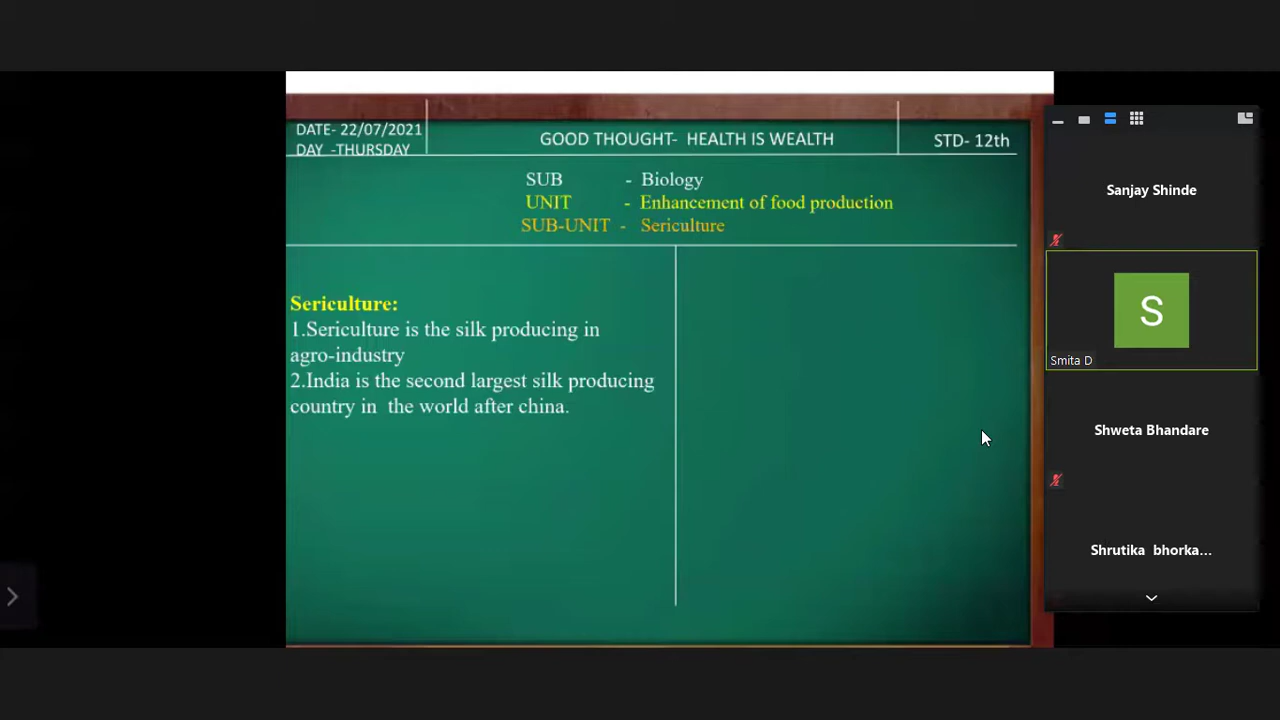 DATE- 22/07/2021
DAY -THURSDAY
GOOD THOUGHT- HEALTH IS WEALTH
STD- 12th
SUB - Biology
UNIT - Enhancement of food production
SUB-UNIT - Sericulture
Sericulture:
1.Sericulture is the silk producing in
agro-industry
2.India is the second largest silk producing
country in the world after china.
Sanjay Shinde
S
Smita D
Shweta Bhandare
Shrutika bhorka...